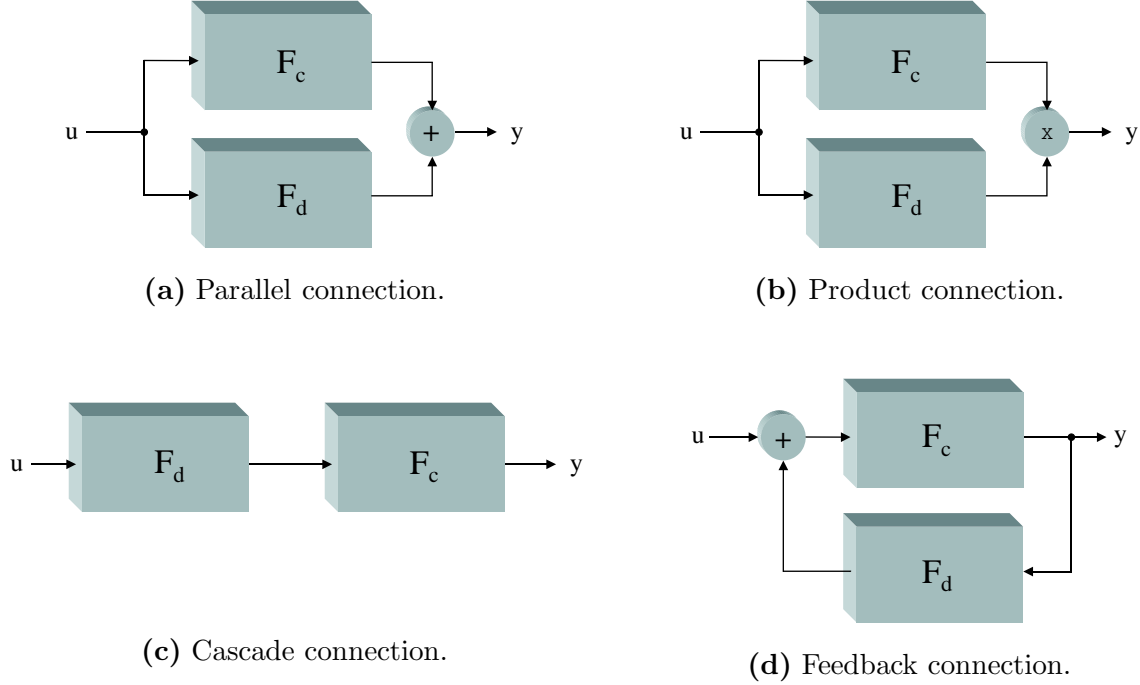 F_c
u + y
F_d
(a) Parallel connection.
F_c
u x y
F_d
(b) Product connection.
u F_d F_c y
(c) Cascade connection.
u + F_c y
F_d
(d) Feedback connection.